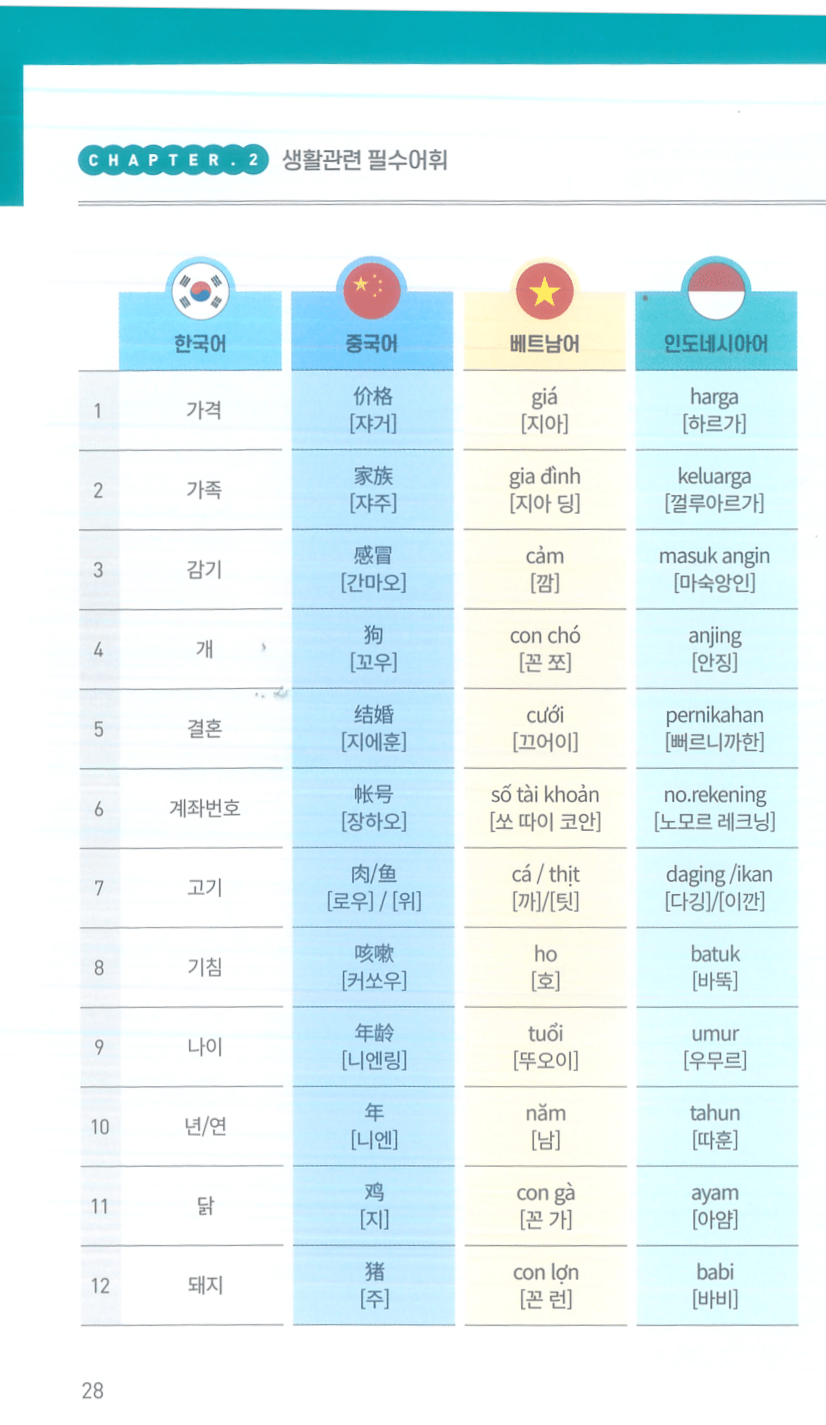 CHAPTER.2 생활관련 필수어휘
한국어 중국어 베트남어 인도네시아어
1 가격 价格 giá harga
[쟈거] [지아] [하르가]
2 가족 家族 gia đình keluarga
[쟈주] [지아 딩] [껄루아르가]
3 감기 感冒 cảm masuk angin
[간마오] [깜] [마숙앙인]
4 개 狗 con chó anjing
[꼬우] [꼰 쪼] [안징]
5 결혼 结婚 cưới pernikahan
[지에훈] [끄어이] [뻐르니까한]
6 계좌번호 帐号 số tài khoản no.rekening
[장하오] [쏘 따이 코안] [노모르 레크닝]
7 고기 肉/鱼 cá / thịt daging /ikan
[로우] / [위] [까]/[팃] [다깅]/[이깐]
8 기침 咳嗽 ho batuk
[커쏘우] [호] [바뚝]
9 나이 年龄 tuổi umur
[니엔링] [뚜오이] [우무르]
10 년/연 年 năm tahun
[니엔] [남] [따훈]
11 닭 鸡 con gà ayam
[지] [꼰 가] [아얌]
12 돼지 猪 con lợn babi
[주] [꼰 런] [바비]
28